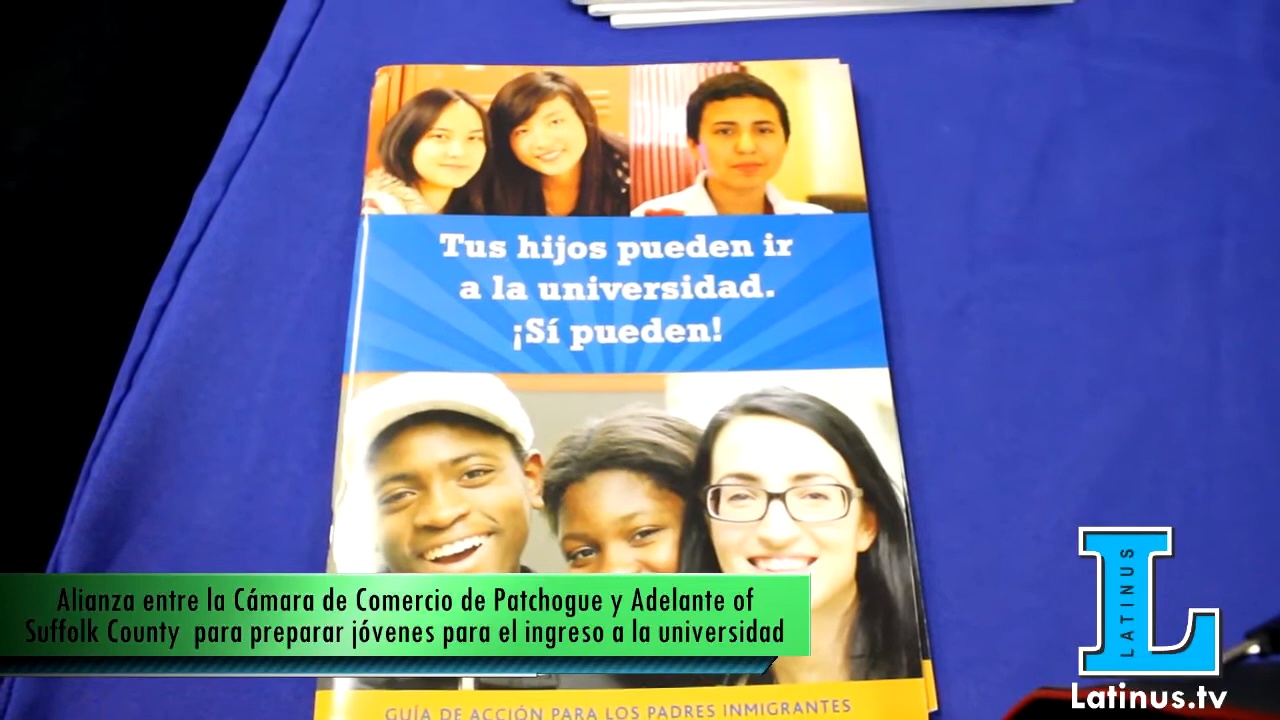 Tus hijos pueden ir
a la universidad.
¡Sí pueden!
Alianza entre la Cámara de Comercio de Patchogue y Adelante of
Suffolk County para preparar jóvenes para el ingreso a la universidad
GUÍA DE ACCIÓN PARA LOS PADRES INMIGRANTES
LATINUS
Latinus.tv